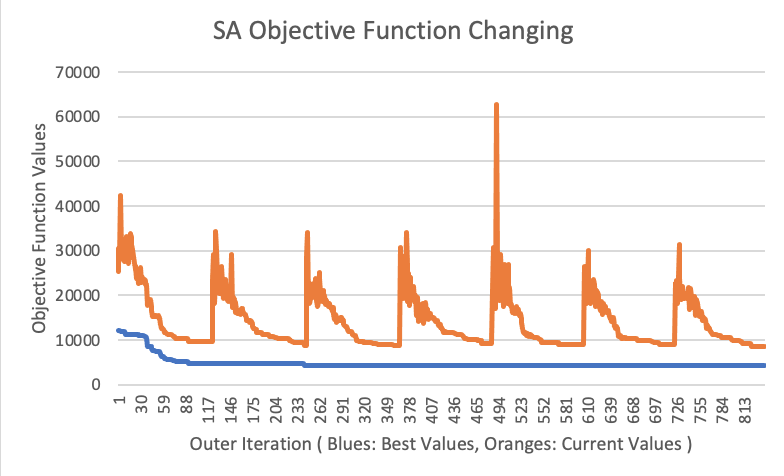 SA Objective Function Changing
70000
60000
50000
40000
30000
20000
10000
0
Objective Function Values
1 30 59 88 117 146 175 204 233 262 291 320 349 378 407 436 465 494 523 552 581 610 639 668 697 726 755 784 813
Outer Iteration ( Blues: Best Values, Oranges: Current Values )